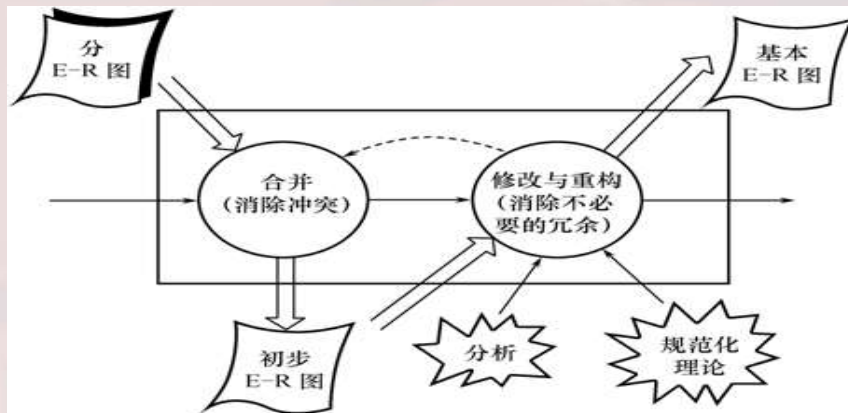 分
E-R 图
基本
E-R 图
合并
(消除冲突)
修改与重构
(消除不必
要的冗余)
初步
E-R 图
分析
规范化
理论